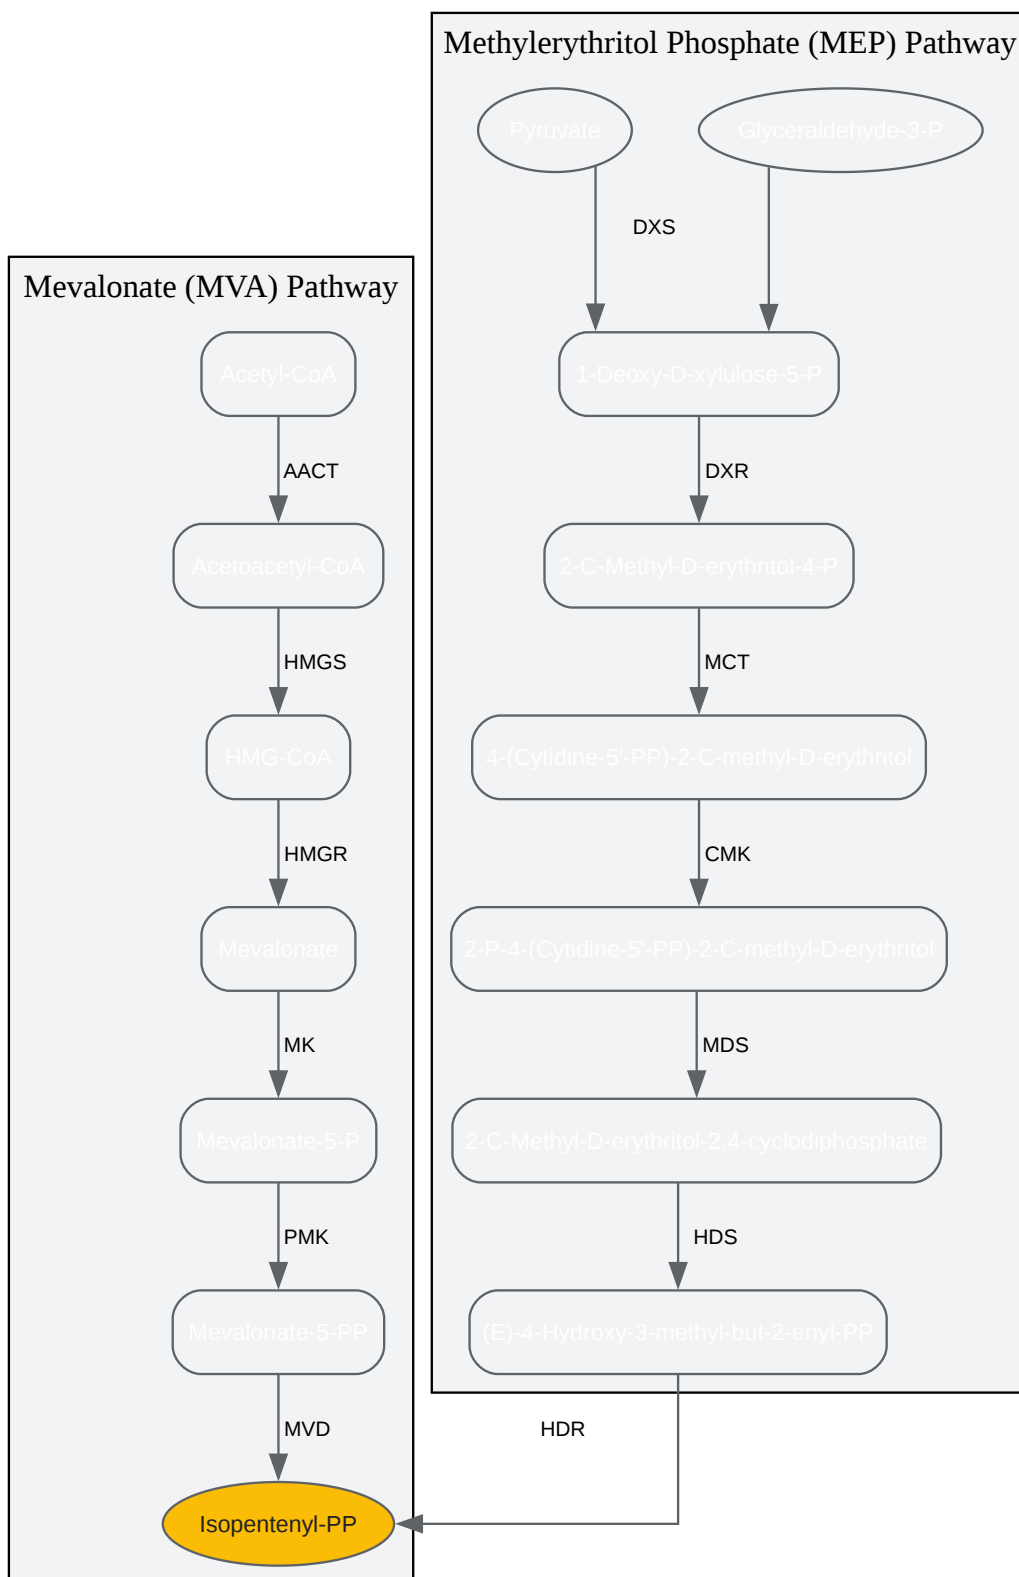 Methylerythritol Phosphate (MEP) Pathway
Pyruvate
Glyceraldehyde-3-P
DXS
1-Deoxy-D-xylulose-5-P
DXR
2-C-Methyl-D-erythritol-4-P
MCT
4-(Cytidine-5'-PP)-2-C-methyl-D-erythritol
CMK
2-P-4-(Cytidine-5'-PP)-2-C-methyl-D-erythritol
MDS
2-C-Methyl-D-erythritol-2,4-cyclodiphosphate
HDS
(E)-4-Hydroxy-3-methyl-but-2-enyl-PP
HDR
Mevalonate (MVA) Pathway
Acetyl-CoA
AACT
Acetoacetyl-CoA
HMGS
HMG-CoA
HMGR
Mevalonate
MK
Mevalonate-5-P
PMK
Mevalonate-5-PP
MVD
Isopentenyl-PP